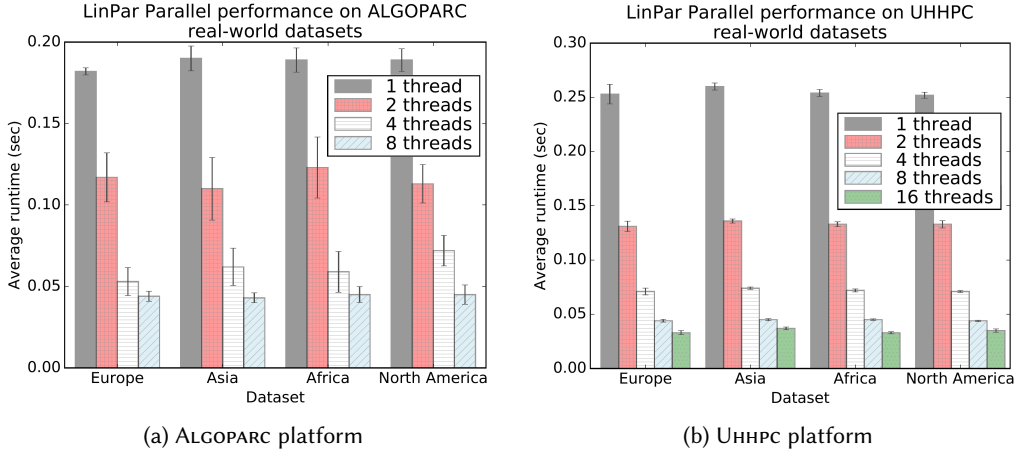 LinPar Parallel performance on ALGOPARC
real-world datasets
0.20
0.15
0.10
0.05
0.00
Average runtime (sec)
1 thread
2 threads
4 threads
8 threads
Europe
Asia
Africa
North America
Dataset
(a) ALGOPARC platform
LinPar Parallel performance on UHHPC
real-world datasets
0.30
0.25
0.20
0.15
0.10
0.05
0.00
Average runtime (sec)
1 thread
2 threads
4 threads
8 threads
16 threads
Europe
Asia
Africa
North America
Dataset
(b) UHHPC platform